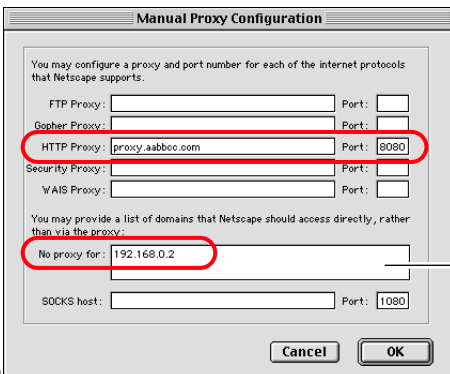 Manual Proxy Configuration
You may configure a proxy and port number for each of the internet protocols
that Netscape supports.
FTP Proxy: Port:
Gopher Proxy: Port:
HTTP Proxy: proxy.aabbcc.com Port: 8080
Security Proxy: Port:
WAIS Proxy: Port:
You may provide a list of domains that Netscape should access directly, rather
than via the proxy:
No proxy for: 192.168.0.2
SOCKS host: Port: 1080
Cancel OK